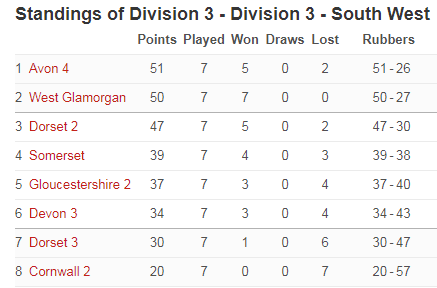 Standings of Division 3 - Division 3 - South West
Points Played Won Draws Lost Rubbers
1 Avon 4 51 7 5 0 2 51 - 26
2 West Glamorgan 50 7 7 0 0 50 - 27
3 Dorset 2 47 7 5 0 2 47 - 30
4 Somerset 39 7 4 0 3 39 - 38
5 Gloucestershire 2 37 7 3 0 4 37 - 40
6 Devon 3 34 7 3 0 4 34 - 43
7 Dorset 3 30 7 1 0 6 30 - 47
8 Cornwall 2 20 7 0 0 7 20 - 57